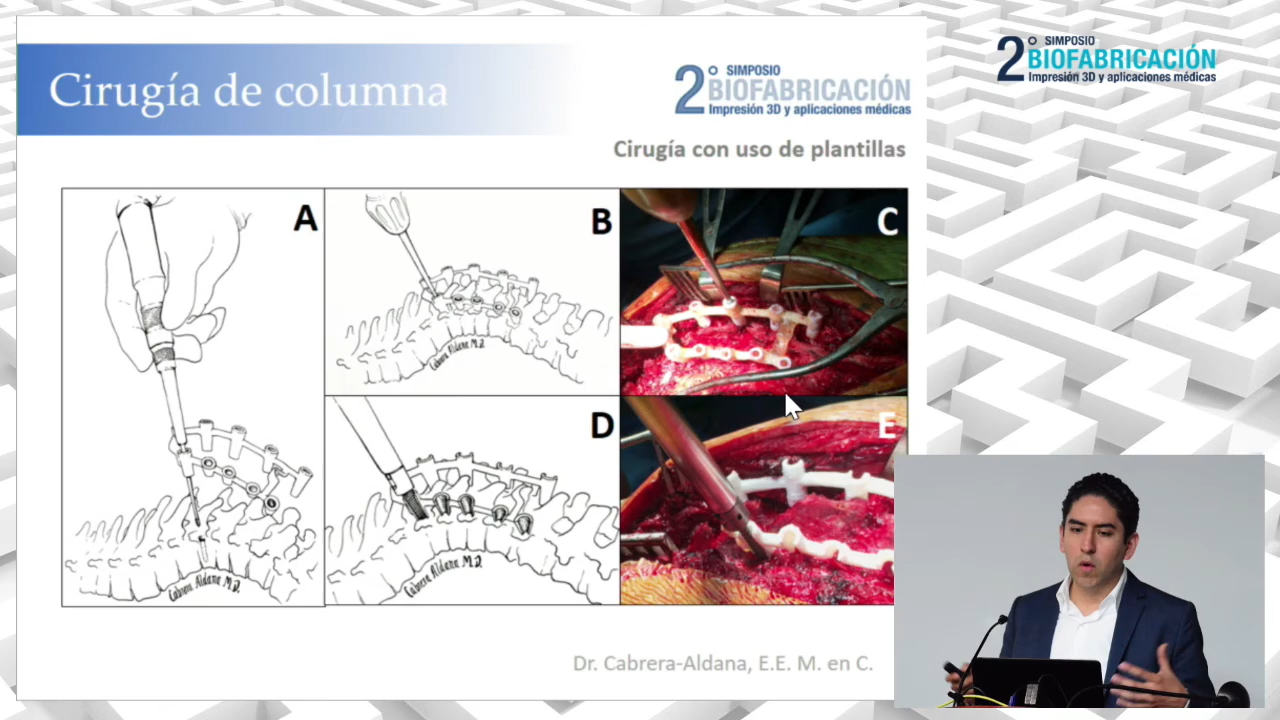 Cirugía de columna
2° SIMPOSIO
BIOFABRICACIÓN
Impresión 3D y aplicaciones médicas
Cirugía con uso de plantillas
A
B
C
Cabrera Aldana M.D.
D
E
Cabrera Aldana M.D.
Cabrera Aldana M.D.
Dr. Cabrera-Aldana, E.E. M. en C.
2° SIMPOSIO
BIOFABRICACIÓN
Impresión 3D y aplicaciones médicas